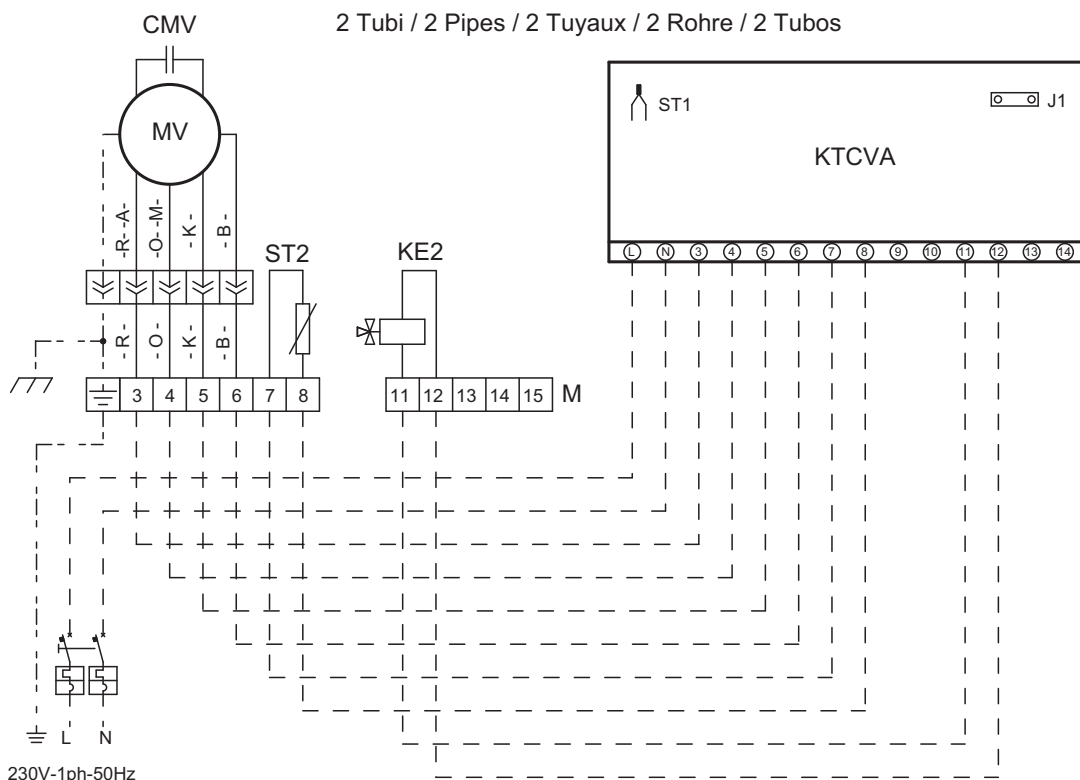 2 Tubi / 2 Pipes / 2 Tuyaux / 2 Rohre / 2 Tubos
CMV
MV
ST1
J1
KTCVA
L N 3 4 5 6 7 8 9 10 11 12 13 14
-R--A-
-O--M-
-K-
-B-
ST2
KE2
-R-
-O-
-K-
-B-
3 4 5 6 7 8
11 12 13 14 15 M
L N
230V-1ph-50Hz